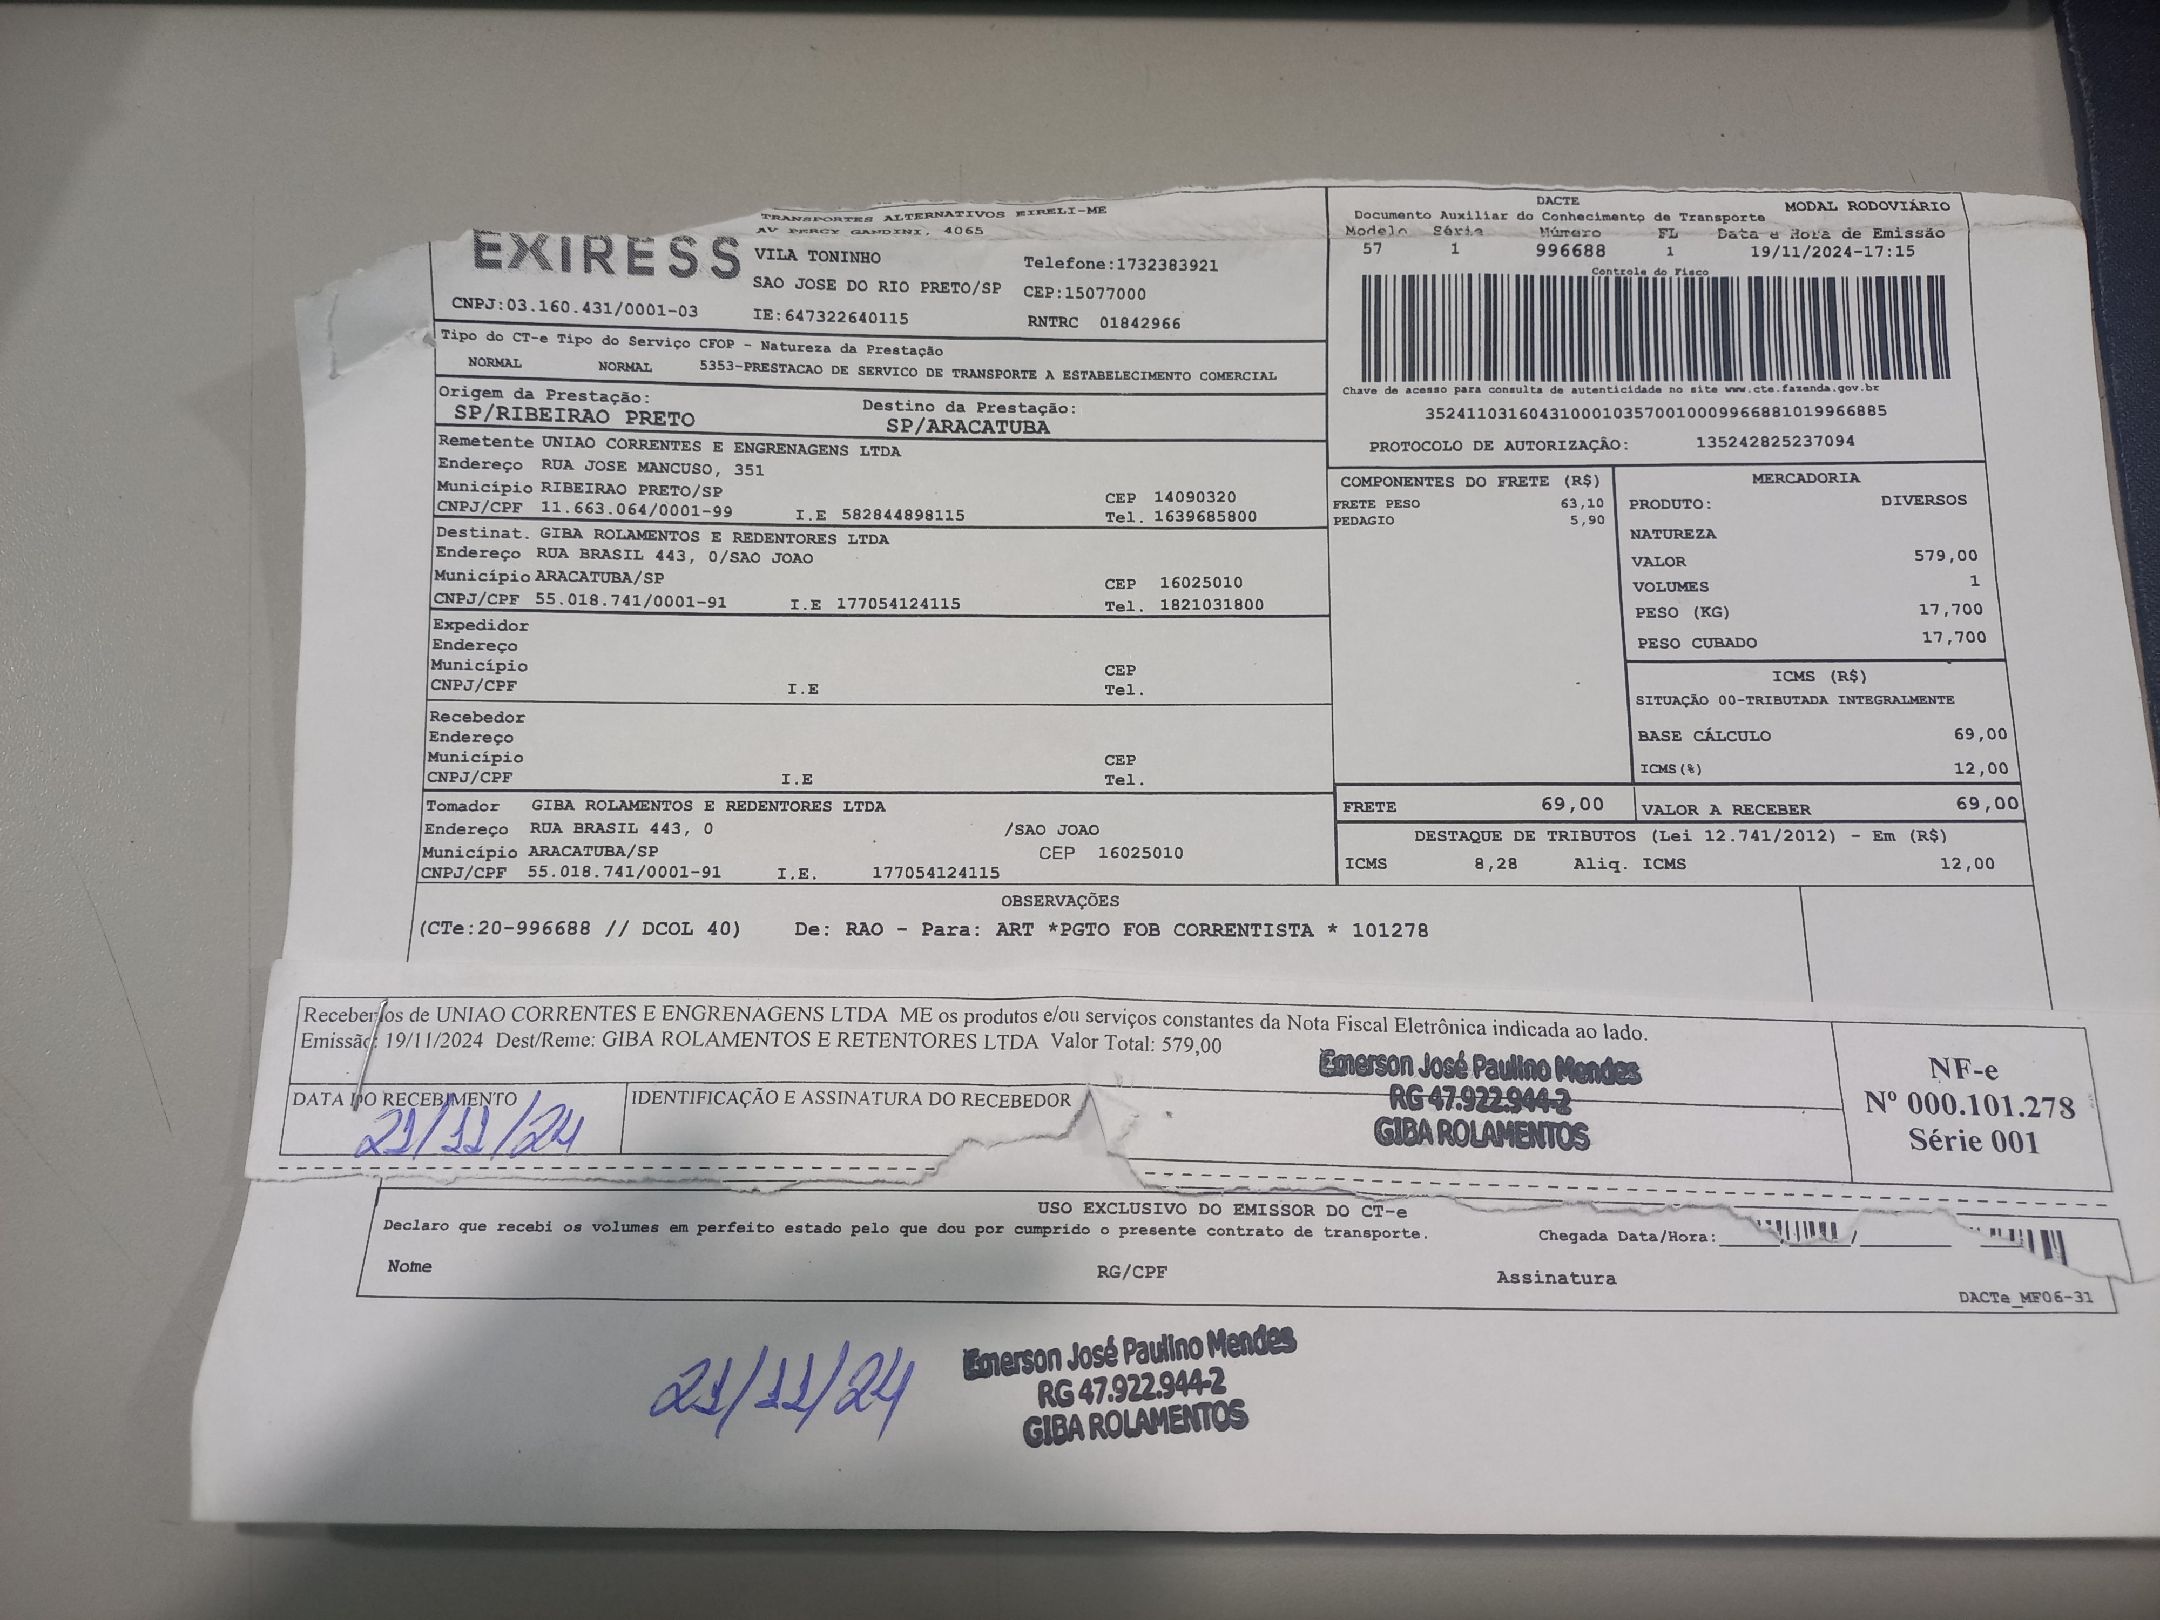 TRANSPORTES ALTERNATIVOS EIRELI-ME
AV PERCY GANDINI, 4065
EXIRESS
VILA TONINHO
Telefone:1732383921
SAO JOSE DO RIO PRETO/SP
CEP:15077000
CNPJ:03.160.431/0001-03
IE:647322640115
RNTRC 01842966
DACTE
MODAL RODOVIÁRIO
Documento Auxiliar do Conhecimento de Transporte
Modelo Série Número FL Data e Hora de Emissão
57 1 996688 1 19/11/2024-17:15
Controle do Fisco
Chave de acesso para consulta de autenticidade no site www.cte.fazenda.gov.br
35241103160431000103570010009966881019966885
PROTOCOLO DE AUTORIZAÇÃO: 135242825237094
Tipo do CT-e Tipo do Serviço CFOP - Natureza da Prestação
NORMAL NORMAL 5353-PRESTACAO DE SERVICO DE TRANSPORTE A ESTABELECIMENTO COMERCIAL
Origem da Prestação: Destino da Prestação:
SP/RIBEIRAO PRETO SP/ARACATUBA
Remetente UNIAO CORRENTES E ENGRENAGENS LTDA
Endereço RUA JOSE MANCUSO, 351
Município RIBEIRAO PRETO/SP CEP 14090320
CNPJ/CPF 11.663.064/0001-99 I.E 582844898115 Tel. 1639685800
Destinat. GIBA ROLAMENTOS E REDENTORES LTDA
Endereço RUA BRASIL 443, 0/SAO JOAO
Município ARACATUBA/SP CEP 16025010
CNPJ/CPF 55.018.741/0001-91 I.E 177054124115 Tel. 1821031800
Expedidor
Endereço
Município CEP
CNPJ/CPF I.E Tel.
Recebedor
Endereço
Município CEP
CNPJ/CPF I.E Tel.
Tomador GIBA ROLAMENTOS E REDENTORES LTDA
Endereço RUA BRASIL 443, 0 /SAO JOAO
Município ARACATUBA/SP CEP 16025010
CNPJ/CPF 55.018.741/0001-91 I.E. 177054124115
COMPONENTES DO FRETE (R$)
FRETE PESO 63,10
PEDAGIO 5,90
MERCADORIA
PRODUTO: DIVERSOS
NATUREZA
VALOR 579,00
VOLUMES 1
PESO (KG) 17,700
PESO CUBADO 17,700
ICMS (R$)
SITUAÇÃO 00-TRIBUTADA INTEGRALMENTE
BASE CÁLCULO 69,00
ICMS(%) 12,00
FRETE 69,00 VALOR A RECEBER 69,00
DESTAQUE DE TRIBUTOS (Lei 12.741/2012) - Em (R$)
ICMS 8,28 Aliq. ICMS 12,00
OBSERVAÇÕES
(CTe:20-996688 // DCOL 40) De: RAO - Para: ART *PGTO FOB CORRENTISTA * 101278
Recebemos de UNIAO CORRENTES E ENGRENAGENS LTDA ME os produtos e/ou serviços constantes da Nota Fiscal Eletrônica indicada ao lado.
Emissão: 19/11/2024 Dest/Reme: GIBA ROLAMENTOS E RETENTORES LTDA Valor Total: 579,00
Emerson José Paulino Mendes
RG 47.922.944-2
GIBA ROLAMENTOS
NF-e
Nº 000.101.278
Série 001
DATA DO RECEBIMENTO IDENTIFICAÇÃO E ASSINATURA DO RECEBEDOR
21/11/24
USO EXCLUSIVO DO EMISSOR DO CT-e
Declaro que recebi os volumes em perfeito estado pelo que dou por cumprido o presente contrato de transporte. Chegada Data/Hora:
Nome RG/CPF Assinatura
DACTe_MF06-31
21/11/24
Emerson José Paulino Mendes
RG 47.922.944-2
GIBA ROLAMENTOS